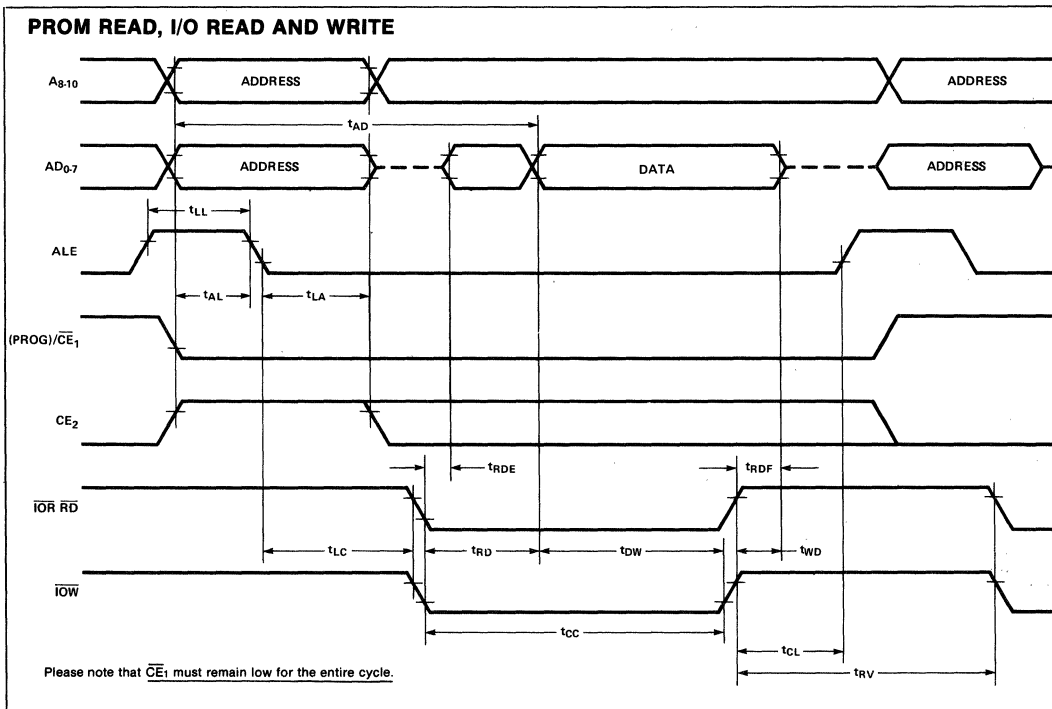 PROM READ, I/O READ AND WRITE
A8-10 ADDRESS ADDRESS
tAD
AD0-7 ADDRESS DATA ADDRESS
tLL
ALE
tAL tLA
(PROG)/CE1
CE2
tRDE tRDF
IOR RD
tLC tRD tDW tWD
IOW
tCC
tCL
tRV
Please note that CE1 must remain low for the entire cycle.